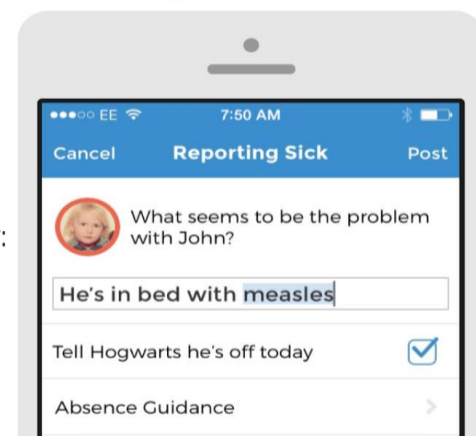 EE 7:50 AM
Cancel Reporting Sick Post
What seems to be the problem
with John?
:
He's in bed with measles
Tell Hogwarts he's off today
Absence Guidance